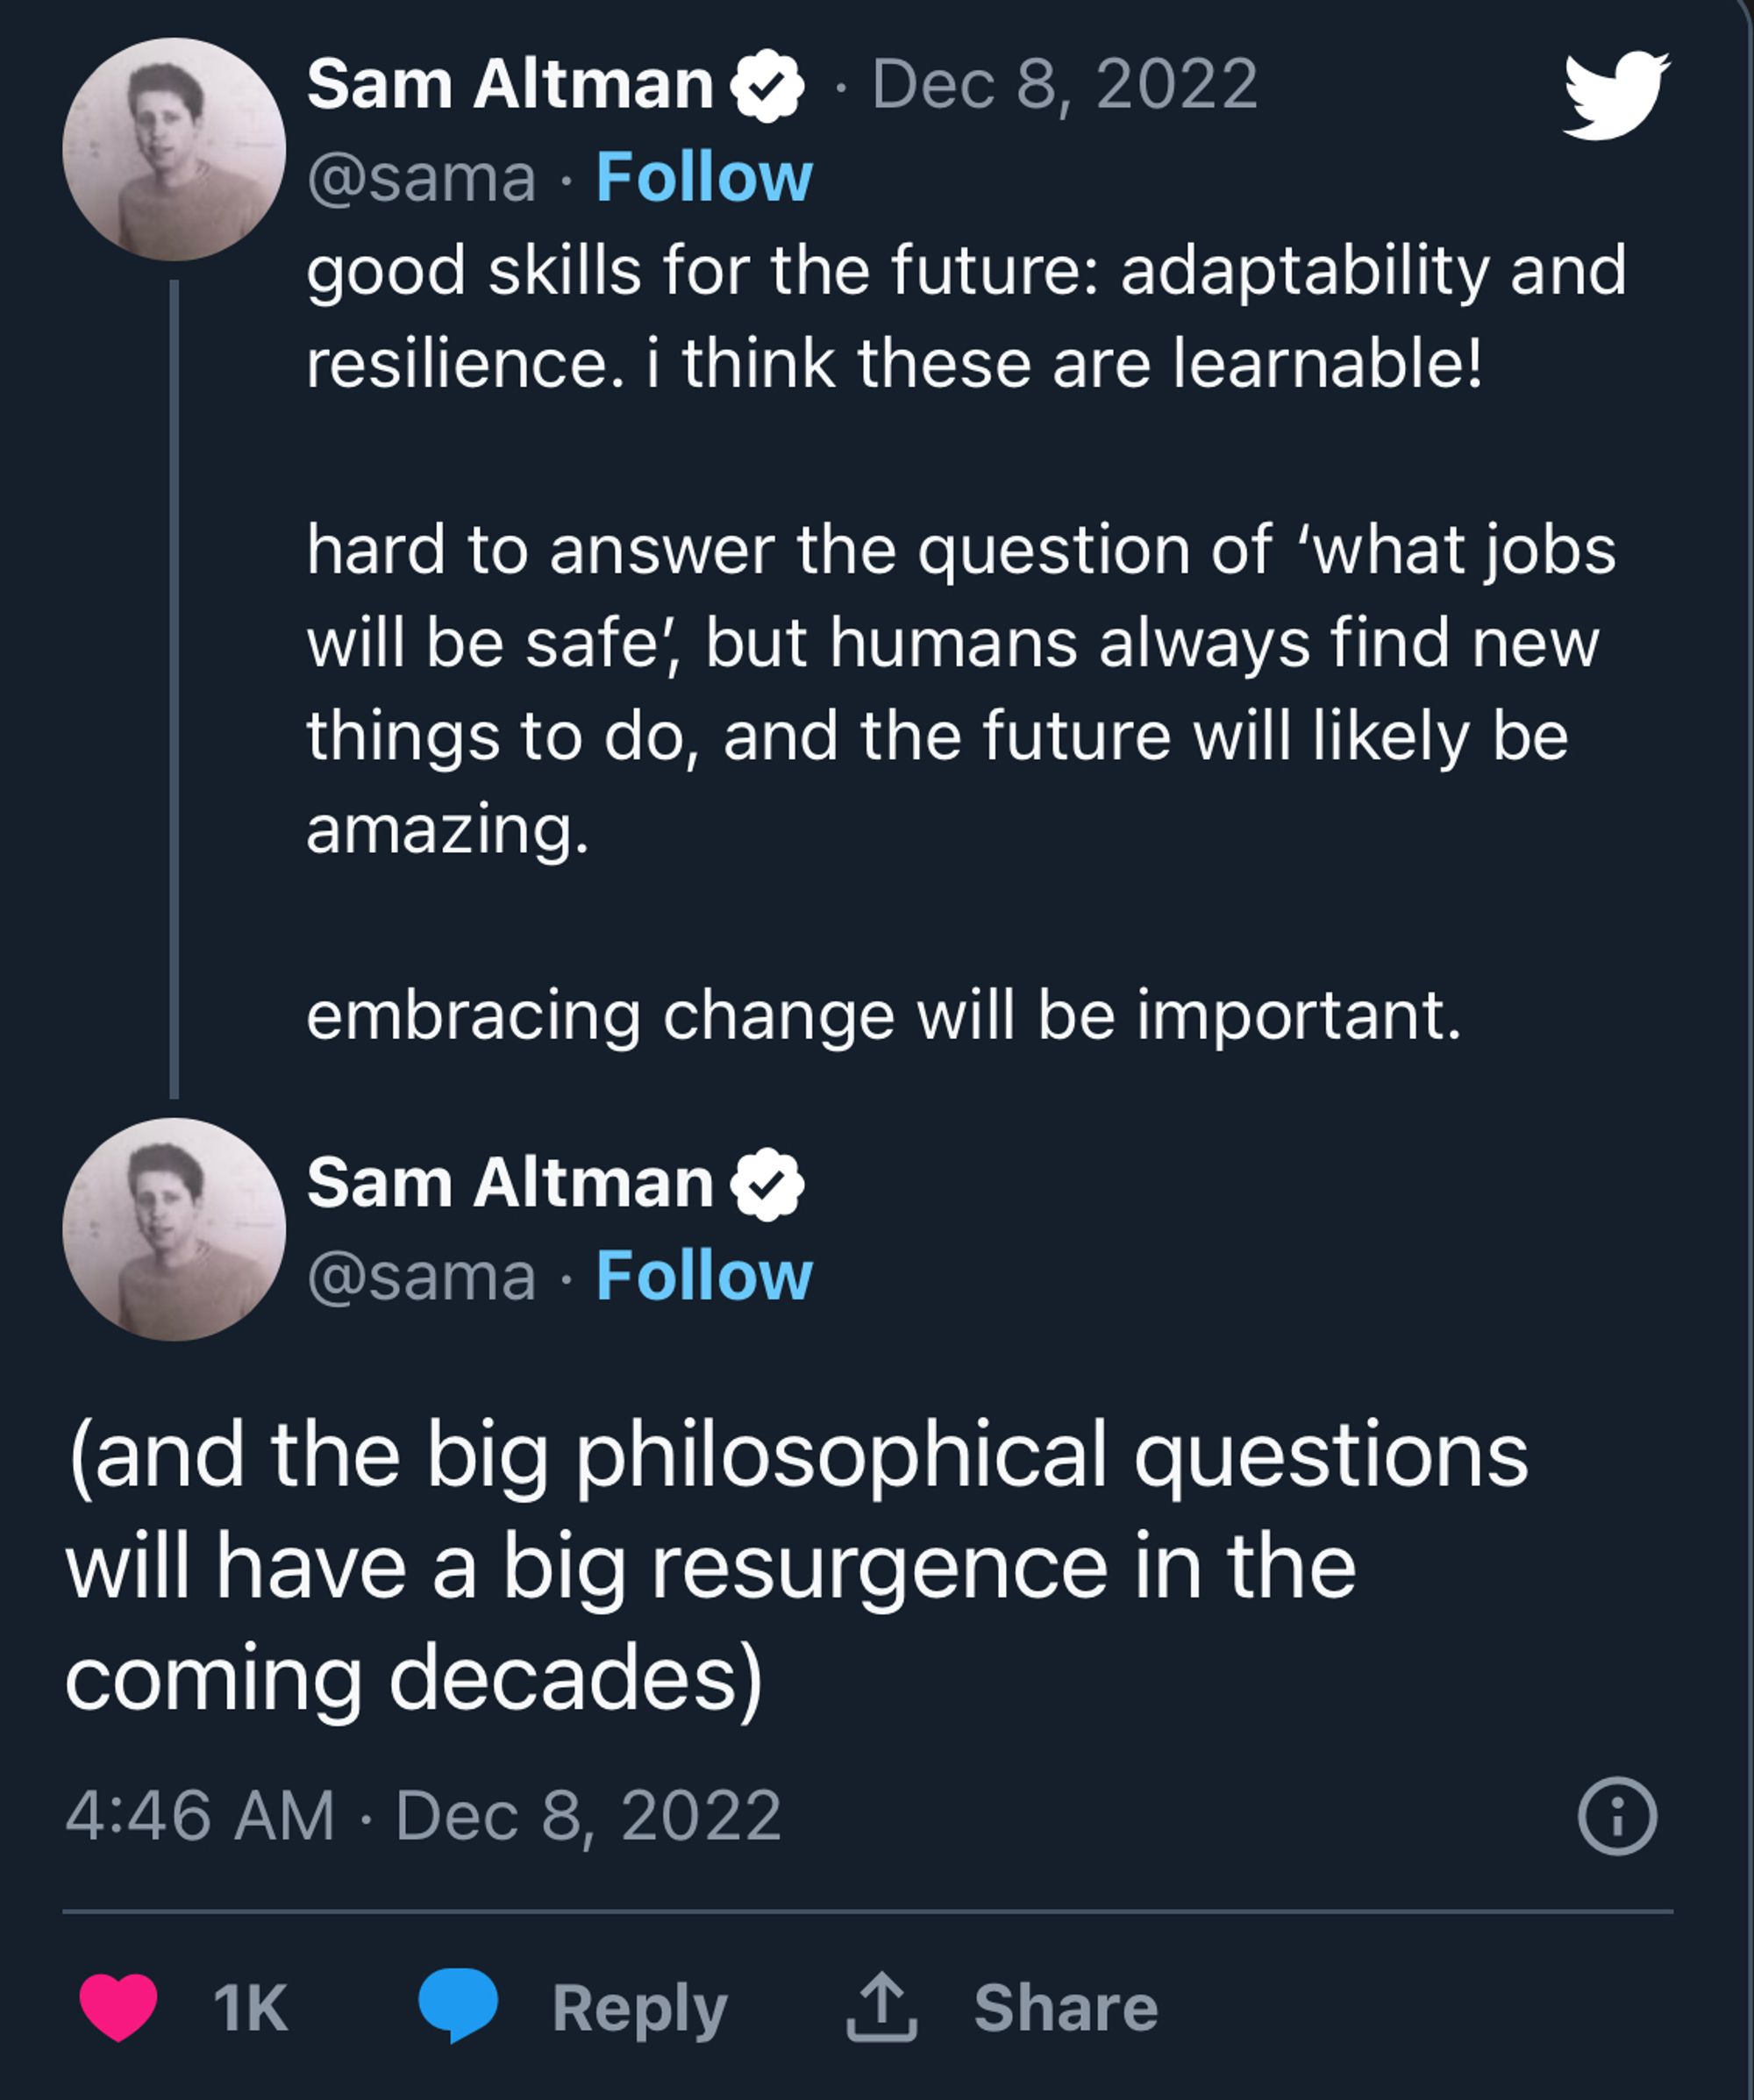 Sam Altman · Dec 8, 2022
@sama · Follow
good skills for the future: adaptability and
resilience. i think these are learnable!
hard to answer the question of ‘what jobs
will be safe’, but humans always find new
things to do, and the future will likely be
amazing.
embracing change will be important.
Sam Altman
@sama · Follow
(and the big philosophical questions
will have a big resurgence in the
coming decades)
4:46 AM · Dec 8, 2022
1K Reply Share